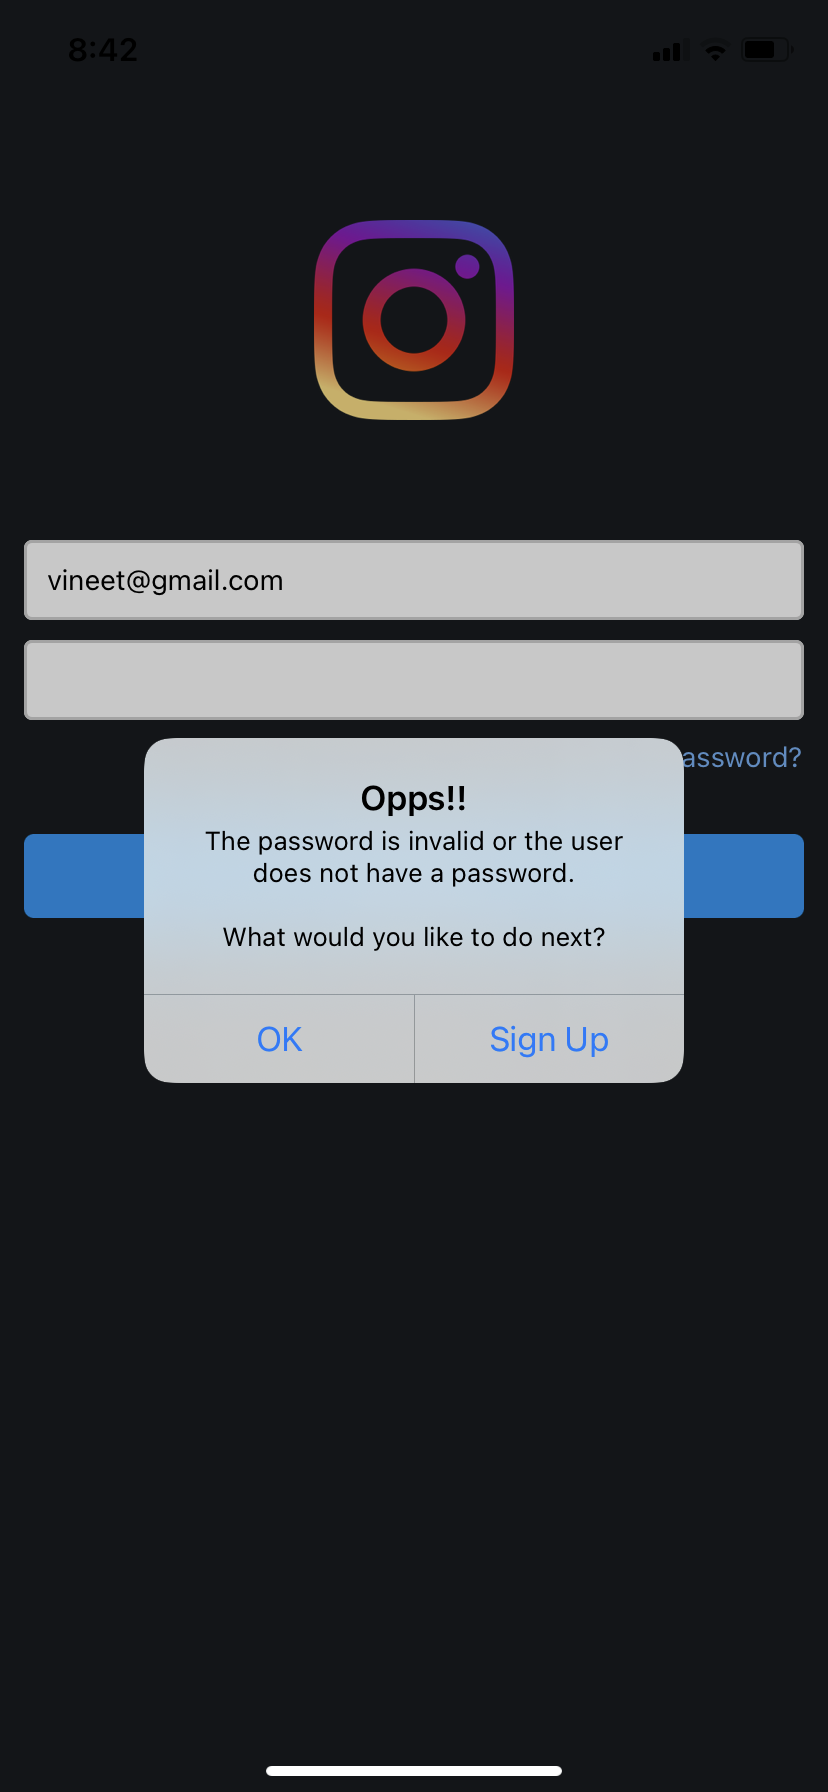 8:42
vineet@gmail.com
assword?
Opps!!
The password is invalid or the user
does not have a password.
What would you like to do next?
OK
Sign Up